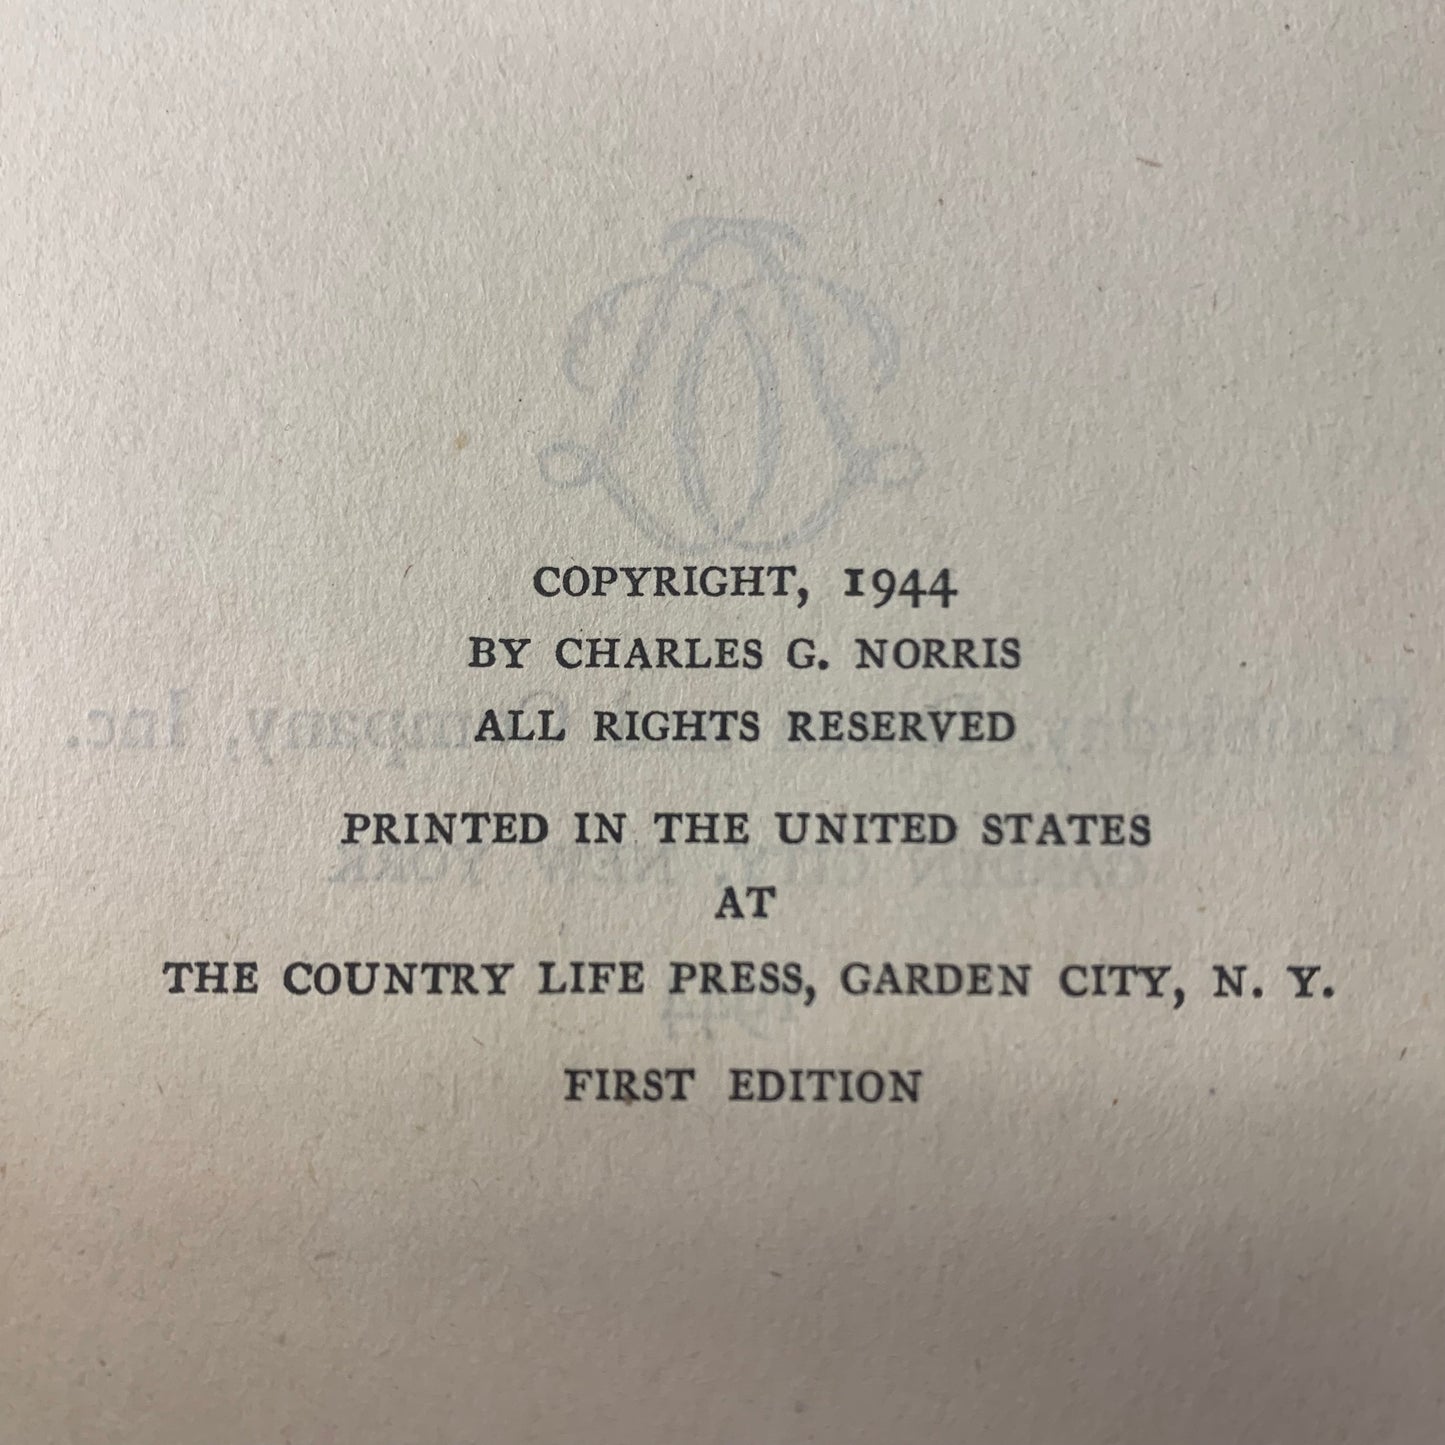 COPYRIGHT, 1944
BY CHARLES G. NORRIS
ALL RIGHTS RESERVED
PRINTED IN THE UNITED STATES
AT
THE COUNTRY LIFE PRESS, GARDEN CITY, N. Y.
FIRST EDITION